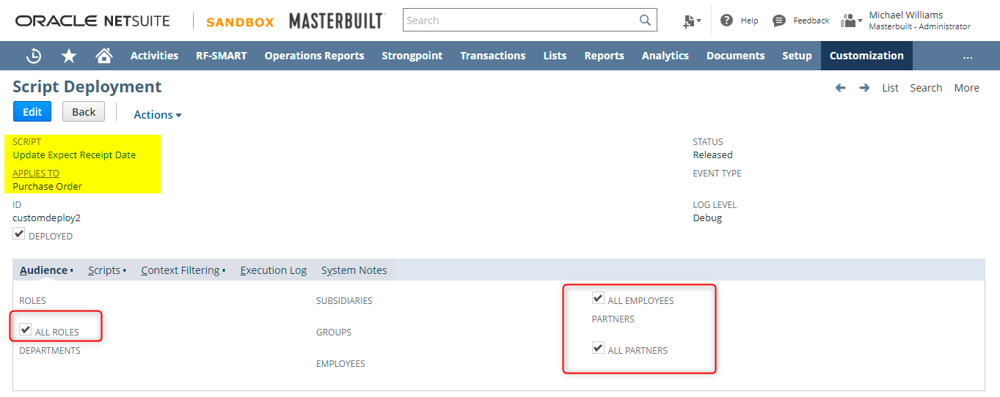 ORACLE NETSUITE SANDBOX MASTERBUILT Search Help Feedback Michael Williams
Masterbuilt - Administrator
Activities RF-SMART Operations Reports Strongpoint Transactions Lists Reports Analytics Documents Setup Customization ...
Script Deployment
List Search More
Edit Back Actions
SCRIPT
Update Expect Receipt Date
APPLIES TO
Purchase Order
ID
customdeploy2
DEPLOYED
STATUS
Released
EVENT TYPE
LOG LEVEL
Debug
Audience • Scripts • Context Filtering • Execution Log System Notes
ROLES
ALL ROLES
DEPARTMENTS
SUBSIDIARIES
GROUPS
EMPLOYEES
ALL EMPLOYEES
PARTNERS
ALL PARTNERS